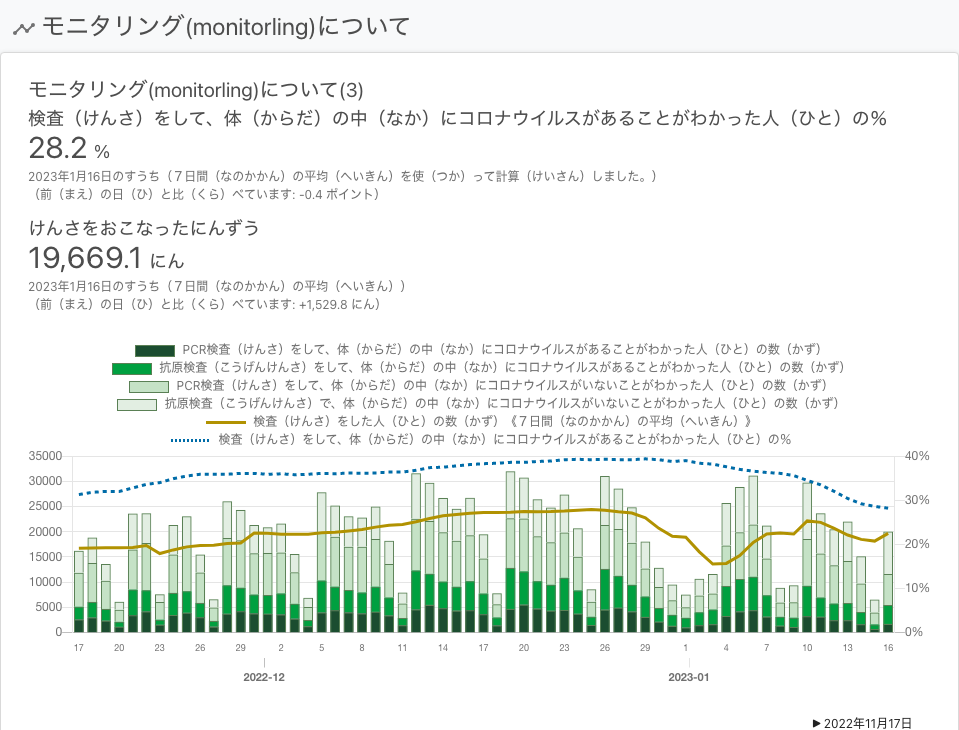 モニタリング(monitorling)について
モニタリング(monitorling)について(3)
検査（けんさ）をして、体（からだ）の中（なか）にコロナウイルスがあることがわかった人（ひと）の%
28.2 %
2023年1月16日のすうち（７日間（なのかかん）の平均（へいきん）を使（つか）って計算（けいさん）しました。）
（前（まえ）の日（ひ）と比（くら）べています: -0.4 ポイント）
けんさをおこなったにんずう
19,669.1 にん
2023年1月16日のすうち（７日間（なのかかん）の平均（へいきん））
（前（まえ）の日（ひ）と比（くら）べています: +1,529.8 にん）
PCR検査（けんさ）をして、体（からだ）の中（なか）にコロナウイルスがあることがわかった人（ひと）の数（かず）
抗原検査（こうげんけんさ）をして、体（からだ）の中（なか）にコロナウイルスがあることがわかった人（ひと）の数（かず）
PCR検査（けんさ）をして、体（からだ）の中（なか）にコロナウイルスがいないことがわかった人（ひと）の数（かず）
抗原検査（こうげんけんさ）で、体（からだ）の中（なか）にコロナウイルスがいないことがわかった人（ひと）の数（かず）
検査（けんさ）をした人（ひと）の数（かず）《７日間（なのかかん）の平均（へいきん）》
検査（けんさ）をして、体（からだ）の中（なか）にコロナウイルスがあることがわかった人（ひと）の%
35000 40%
30000
25000 30%
20000
15000 20%
10000 10%
5000
0 0%
17 20 23 26 29 2 5 8 11 14 17 20 23 26 29 1 4 7 10 13 16
2022-12 2023-01
▶ 2022年11月17日